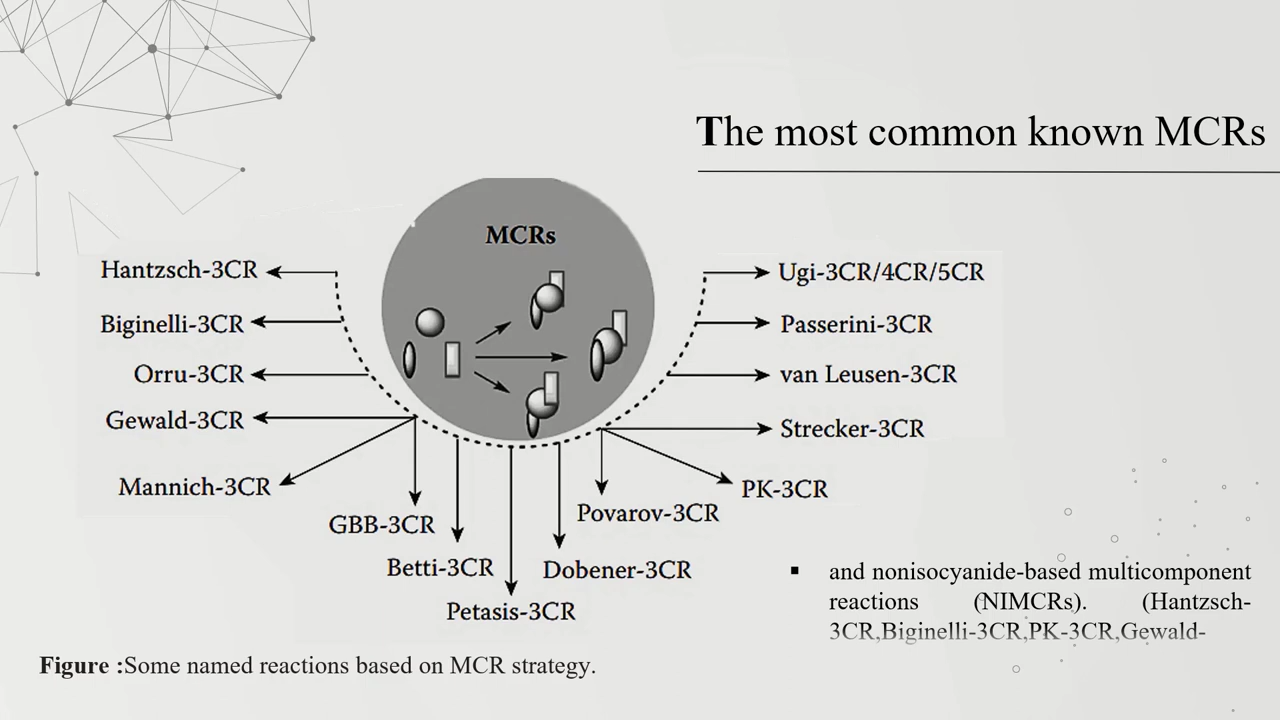 The most common known MCRs
MCRs
Hantzsch-3CR
Biginelli-3CR
Orru-3CR
Gewald-3CR
Mannich-3CR
GBB-3CR
Betti-3CR
Petasis-3CR
Dobener-3CR
Povarov-3CR
PK-3CR
Strecker-3CR
van Leusen-3CR
Passerini-3CR
Ugi-3CR/4CR/5CR
▪ and nonisocyanide-based multicomponent
reactions (NIMCRs). (Hantzsch-
3CR,Biginelli-3CR,PK-3CR,Gewald-
Figure :Some named reactions based on MCR strategy.